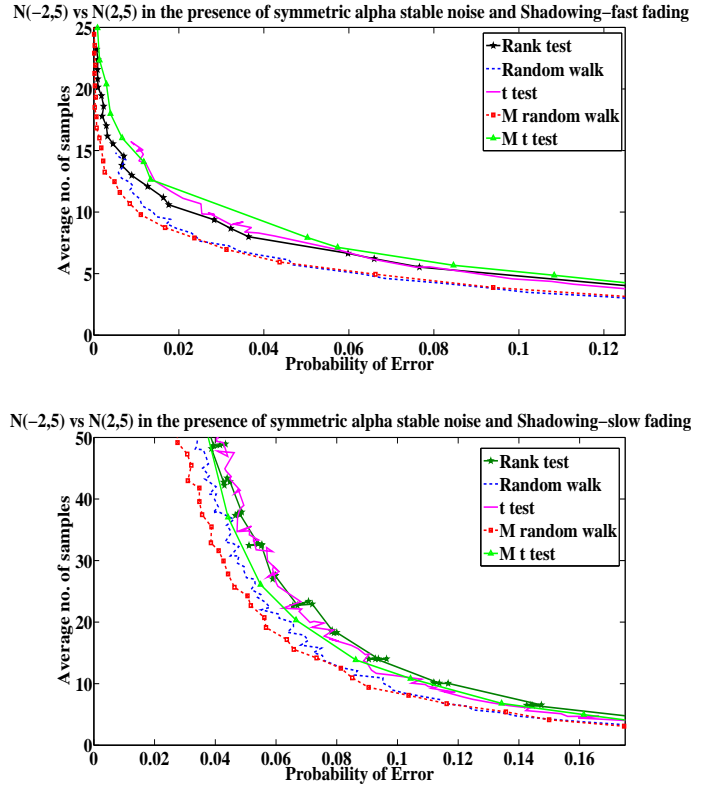 N(−2,5) vs N(2,5) in the presence of symmetric alpha stable noise and Shadowing−fast fading
25
20
15
10
5
0
Average no. of samples
Rank test
Random walk
t test
M random walk
M t test
0
0.02
0.04
0.06
0.08
0.1
0.12
Probability of Error
N(−2,5) vs N(2,5) in the presence of symmetric alpha stable noise and Shadowing−slow fading
50
40
30
20
10
0
Average no. of samples
Rank test
Random walk
t test
M random walk
M t test
0
0.02
0.04
0.06
0.08
0.1
0.12
0.14
0.16
Probability of Error